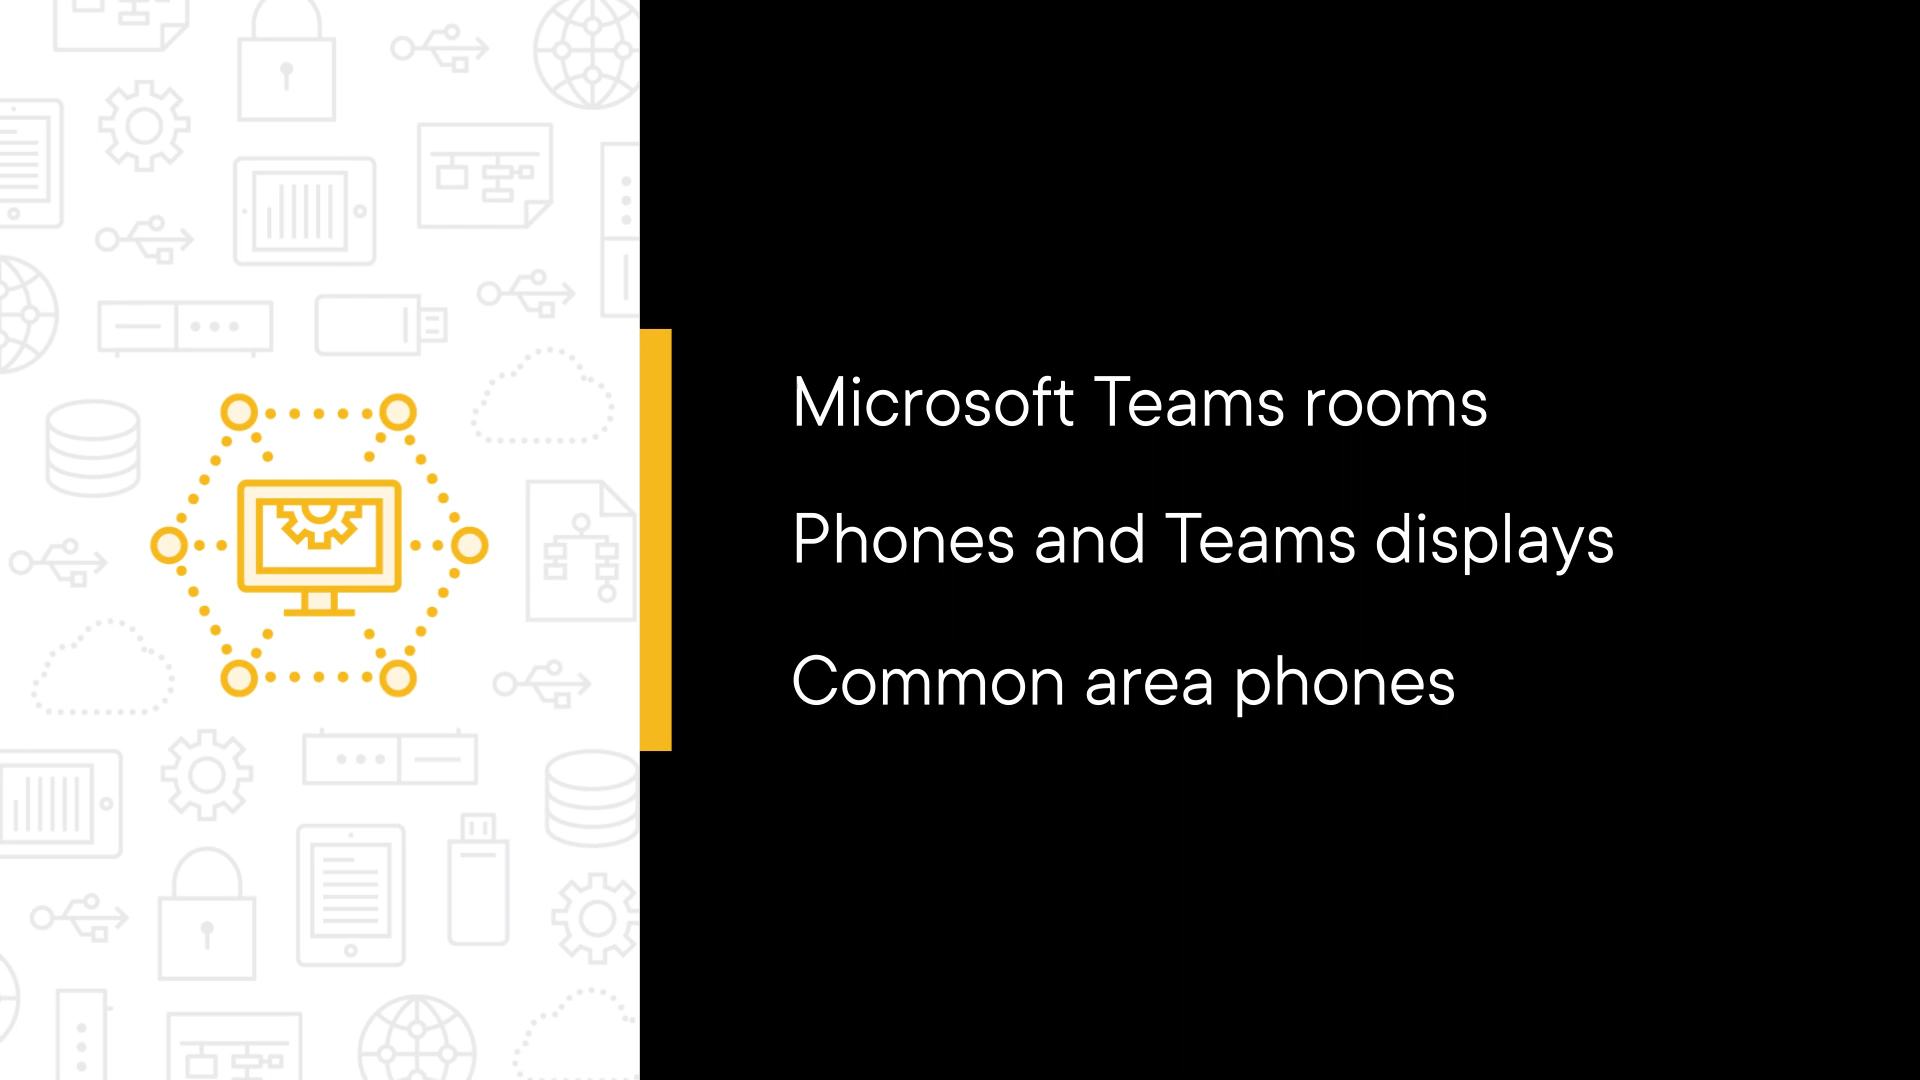 Microsoft Teams rooms
Phones and Teams displays
Common area phones